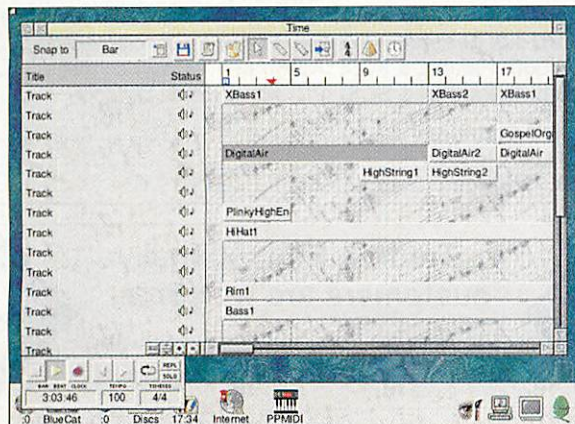 Time
Snap to Bar
Title Status 1 5 9 13 17
Track XBass1 XBass2 XBass1
Track
Track GospelOrg
Track DigitalAir DigitalAir2 DigitalAir
Track HighString1 HighString2
Track
Track PlinkyHighEn
Track HiHat1
Track
Track
Track Rim1
Track Bass1
Track
Track
REPL
SOLO
BAR BEAT CLOCK TEMPO TIMESIG
3:03:46 100 4/4
:0 BlueCat :0 Discs 17:34 Internet PPMIDI